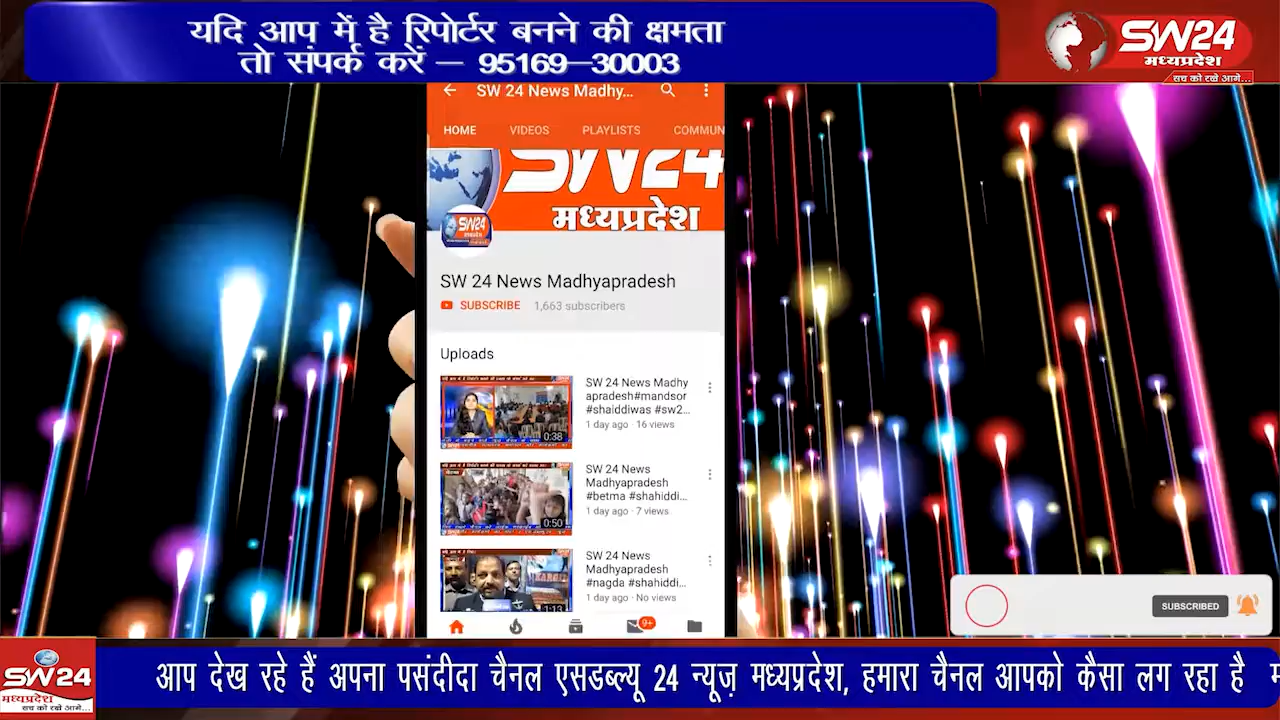 यदि आप में है रिपोर्टर बनने की क्षमता
तो संपर्क करें – 95169–30003
SW24
मध्यप्रदेश
सच को रखे आगे...
SW 24 News Madhy...
HOME VIDEOS PLAYLISTS COMMUN
SW24
मध्यप्रदेश
SW24
SW 24 News Madhyapradesh
SUBSCRIBE 1,663 subscribers
Uploads
SW 24 News Madhy
apradesh#mandsor
#shaiddiwas #sw2...
1 day ago · 16 views
0:38
SW 24 News
Madhyapradesh
#betma #shahiddi...
1 day ago · 7 views
0:50
SW 24 News
Madhyapradesh
#nagda #shahiddi...
1 day ago · No views
1:13
9+
SUBSCRIBED
SW24
मध्यप्रदेश
सच को रखे आगे...
आप देख रहे हैं अपना पसंदीदा चैनल एसडब्ल्यू 24 न्यूज़ मध्यप्रदेश, हमारा चैनल आपको कैसा लग रहा है